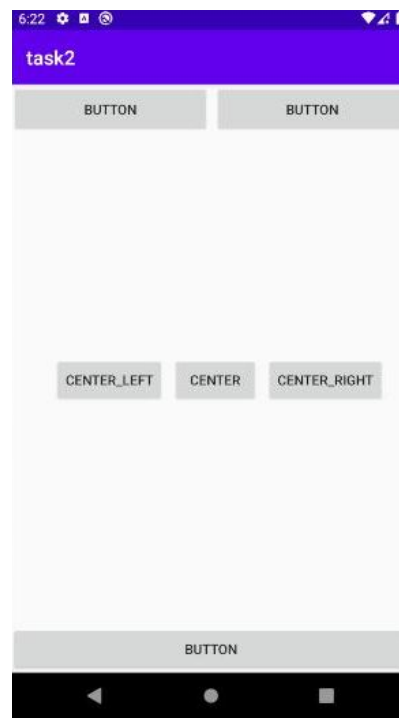 6:22
task2
BUTTON BUTTON
CENTER_LEFT CENTER CENTER_RIGHT
BUTTON